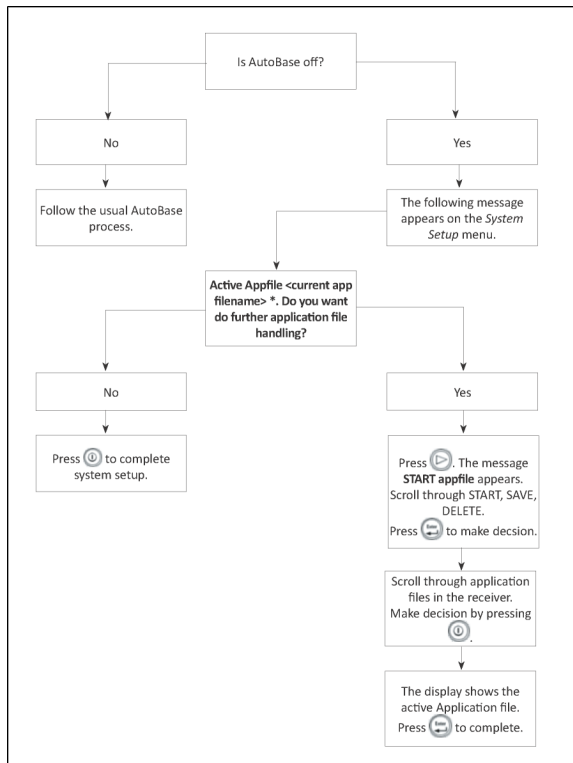 Is AutoBase off?
No
Yes
Follow the usual AutoBase
process.
The following message
appears on the System
Setup menu.
Active Appfile <current app
filename> *. Do you want
do further application file
handling?
No
Yes
Press to complete
system setup.
Press . The message
START appfile appears.
Scroll through START, SAVE,
DELETE.
Press Enter to make decsion.
Scroll through application
files in the receiver.
Make decision by pressing
.
The display shows the
active Application file.
Press Enter to complete.